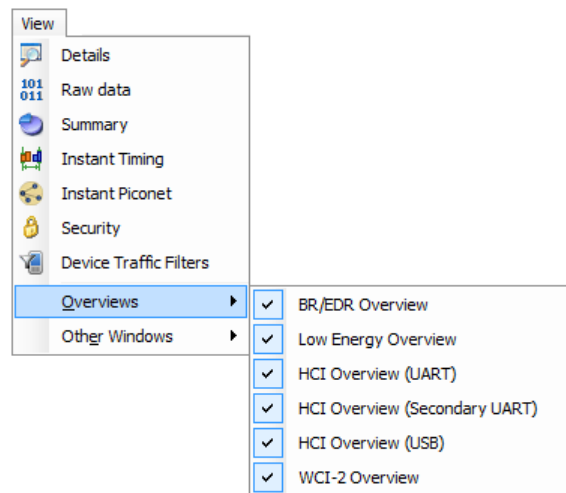 View
Details
101
011
Raw data
Summary
Instant Timing
Instant Piconet
Security
Device Traffic Filters
Overviews
Other Windows
BR/EDR Overview
Low Energy Overview
HCI Overview (UART)
HCI Overview (Secondary UART)
HCI Overview (USB)
WCI-2 Overview